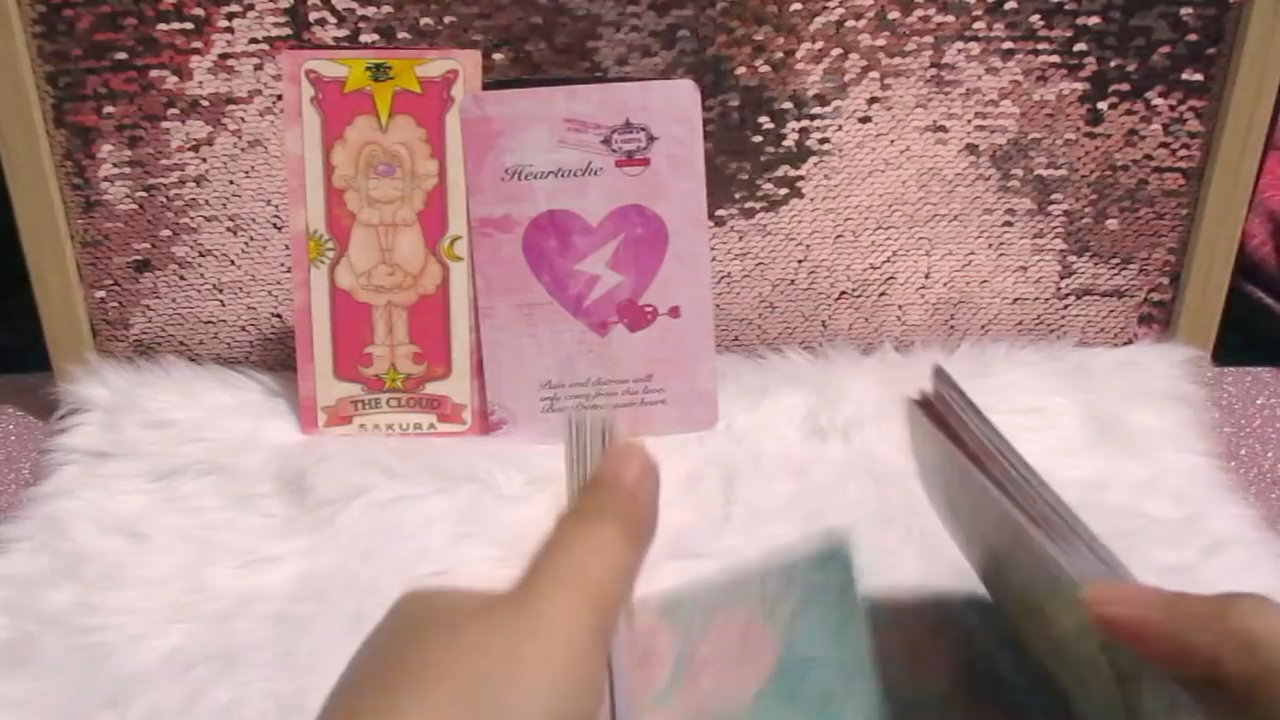 雲
THE CLOUD
SAKURA
Heartache
Pain and distress will
only come from this love.
Best Protect your heart.